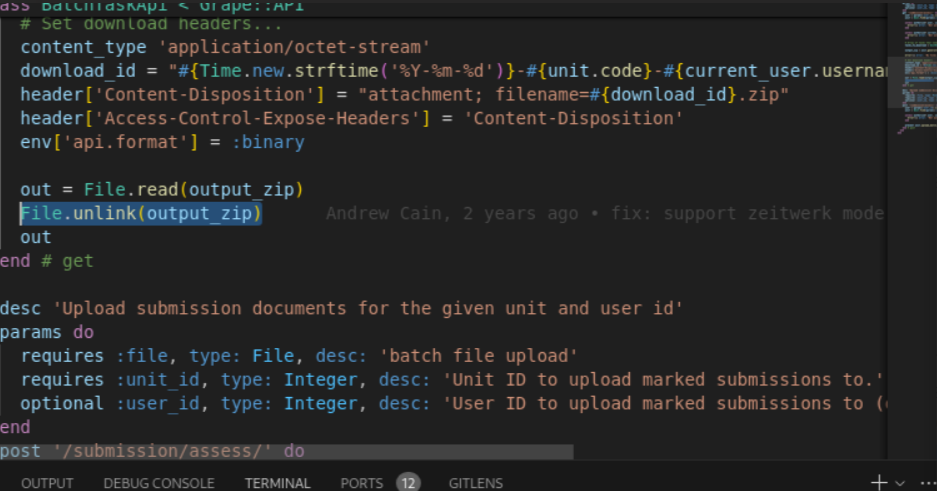 ass BatchTaskApi < Grape::API
# Set download headers...
content_type 'application/octet-stream'
download_id = "#{Time.new.strftime('%Y-%m-%d')}-#{unit.code}-#{current_user.userna
header['Content-Disposition'] = "attachment; filename=#{download_id}.zip"
header['Access-Control-Expose-Headers'] = 'Content-Disposition'
env['api.format'] = :binary
out = File.read(output_zip)
File.unlink(output_zip) Andrew Cain, 2 years ago • fix: support zeitwerk mode
out
end # get
desc 'Upload submission documents for the given unit and user id'
params do
requires :file, type: File, desc: 'batch file upload'
requires :unit_id, type: Integer, desc: 'Unit ID to upload marked submissions to.'
optional :user_id, type: Integer, desc: 'User ID to upload marked submissions to (
end
post '/submission/assess/' do
OUTPUT DEBUG CONSOLE TERMINAL PORTS 12 GITLENS